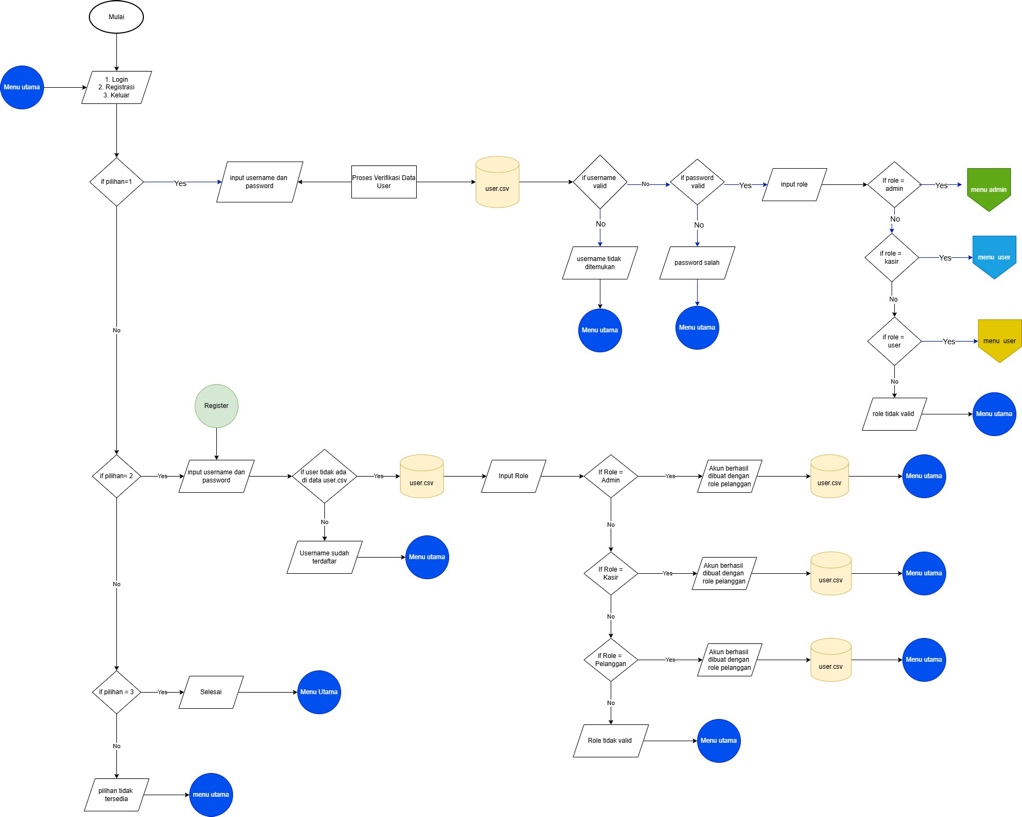 Mulai
Menu utama
1. Login
2. Registrasi
3. Keluar
if pilihan=1
Yes
input username dan
password
Proses Verifikasi Data
User
user.csv
if username
valid
No
if password
valid
Yes
input role
If role =
admin
Yes
menu admin
No
No
No
username tidak
ditemukan
password salah
if role =
kasir
Yes
menu user
Menu utama
Menu utama
No
No
if role =
user
Yes
menu user
No
role tidak valid
Menu utama
Register
if pilihan= 2
Yes
input username dan
password
if user tidak ada
di data user.csv
Yes
user.csv
Input Role
If Role =
Admin
Yes
Akun berhasil
dibuat dengan
role pelanggan
user.csv
Menu utama
No
No
Username sudah
terdaftar
Menu utama
No
If Role =
Kasir
Yes
Akun berhasil
dibuat dengan
role pelanggan
user.csv
Menu utama
No
if Role =
Pelanggan
Yes
Akun berhasil
dibuat dengan
role pelanggan
user.csv
Menu utama
if pilihan = 3
Yes
Selesai
Menu Utama
No
Role tidak valid
Menu utama
No
pilihan tidak
tersedia
menu utama